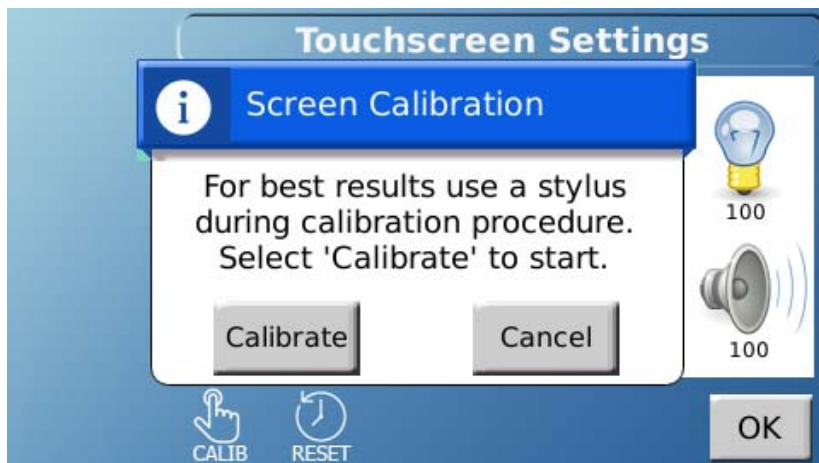 Touchscreen Settings
Screen Calibration
For best results use a stylus
during calibration procedure.
Select 'Calibrate' to start.
Calibrate
Cancel
100
100
CALIB
RESET
OK